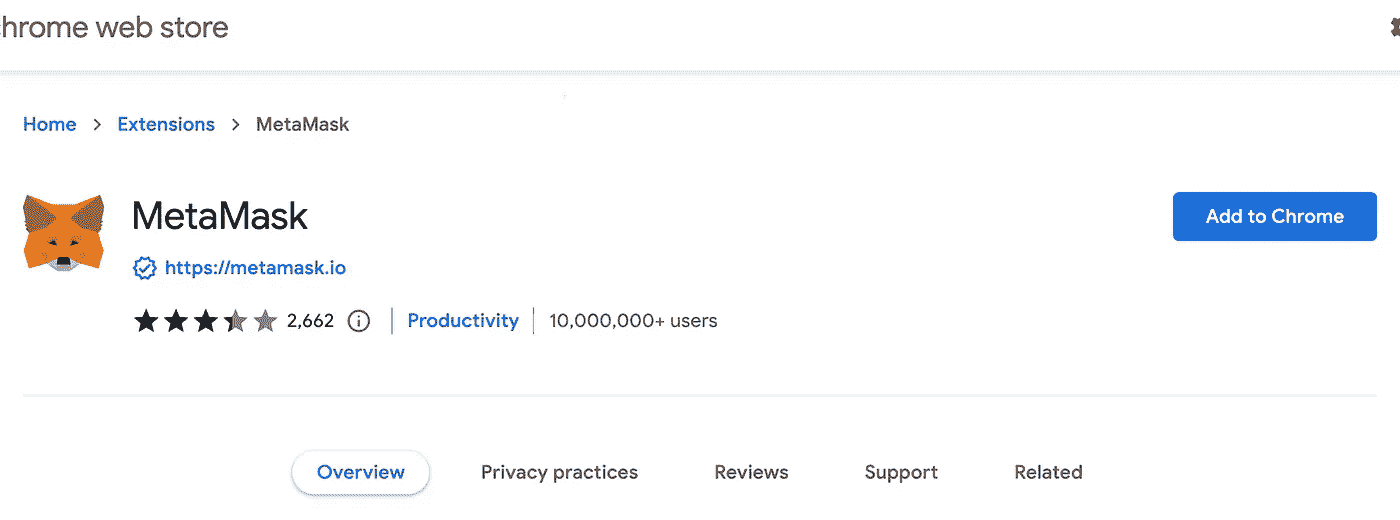 hrome web store
Home > Extensions > MetaMask
MetaMask
Add to Chrome
https://metamask.io
2,662 Productivity 10,000,000+ users
Overview Privacy practices Reviews Support Related